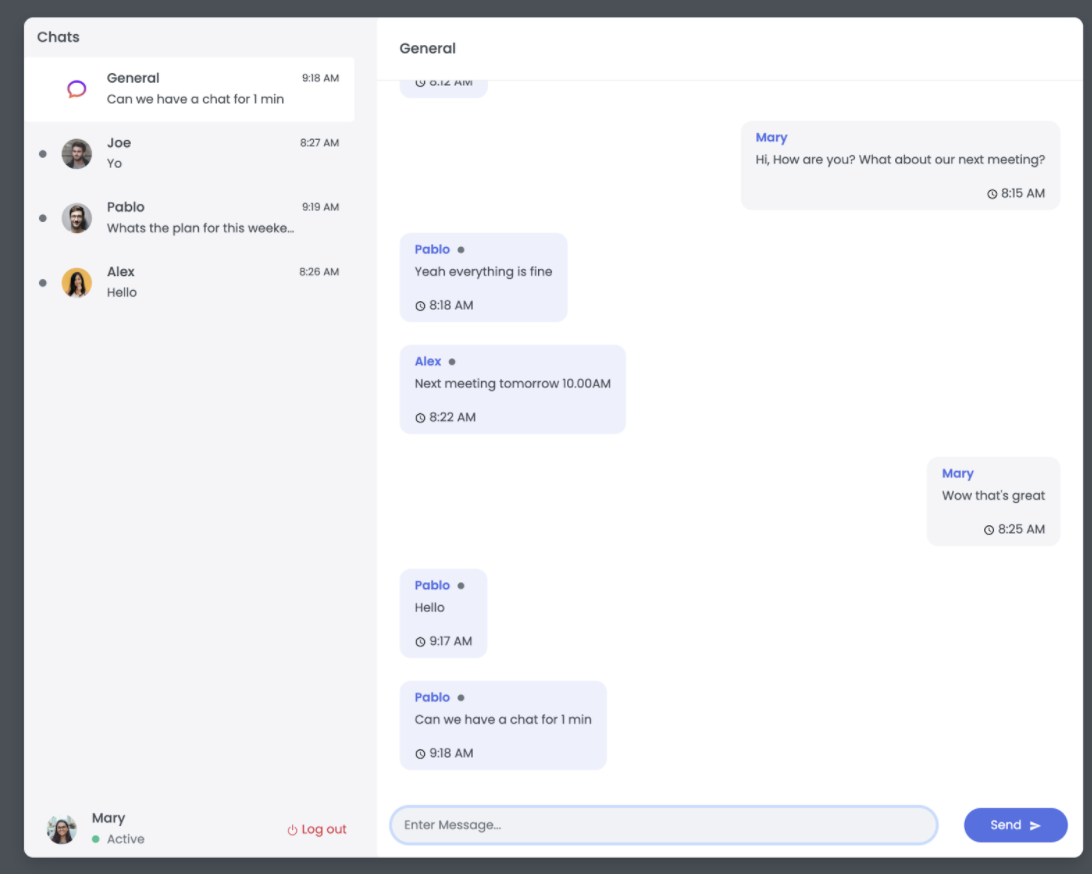 Chats
General 9:18 AM
Can we have a chat for 1 min
Joe 8:27 AM
Yo
Pablo 9:19 AM
Whats the plan for this weeke...
Alex 8:26 AM
Hello
Mary
Active
Log out
General
8:12 AM
Mary
Hi, How are you? What about our next meeting?
8:15 AM
Pablo
Yeah everything is fine
8:18 AM
Alex
Next meeting tomorrow 10.00AM
8:22 AM
Mary
Wow that's great
8:25 AM
Pablo
Hello
9:17 AM
Pablo
Can we have a chat for 1 min
9:18 AM
Enter Message...
Send